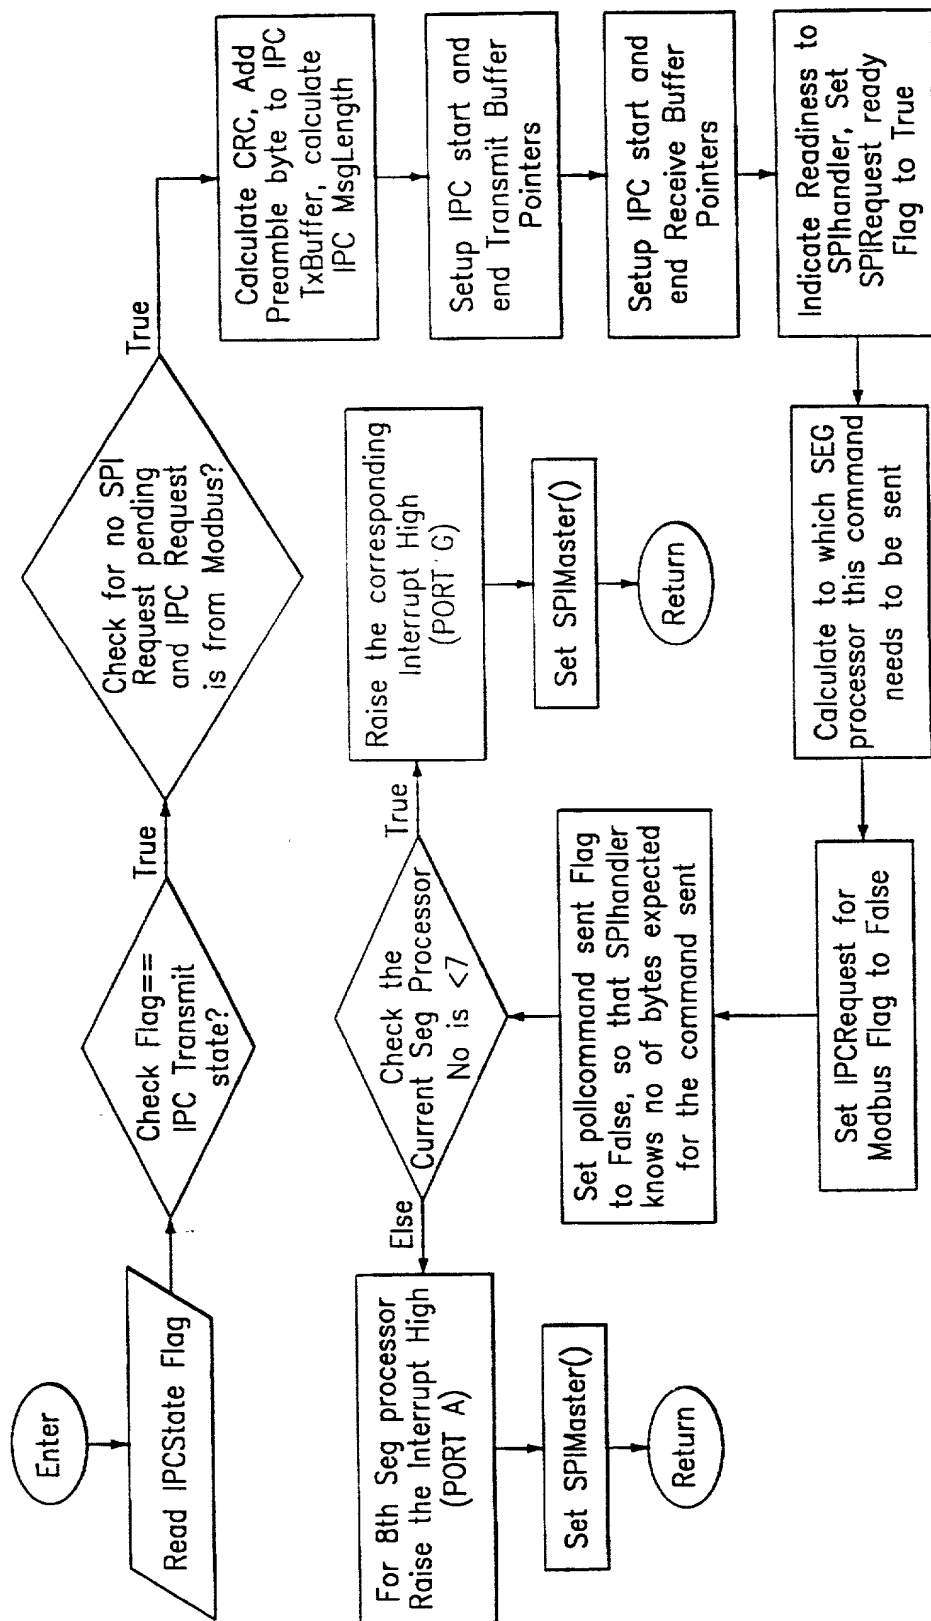 Enter
Read IPCState Flag
Check Flag==
IPC Transmit
state?
True
Check for no SPI
Request pending
and IPC Request
is from Modbus?
True
Calculate CRC, Add
Preamble byte to IPC
TxBuffer, calculate
IPC MsgLength
Setup IPC start and
end Transmit Buffer
Pointers
Setup IPC start and
end Receive Buffer
Pointers
Indicate Readiness to
SPIhandler, Set
SPIRequest ready
Flag to True
Calculate to which SEG
processor this command
needs to be sent
Set IPCRequest for
Modbus Flag to False
Set pollcommand sent Flag
to False, so that SPIhandler
knows no of bytes expected
for the command sent
Check the
Current Seg Processor
No is <7
True
Raise the corresponding
Interrupt High
(PORT G)
Set SPIMaster()
Return
Else
For 8th Seg processor
Raise the Interrupt High
(PORT A)
Set SPIMaster()
Return